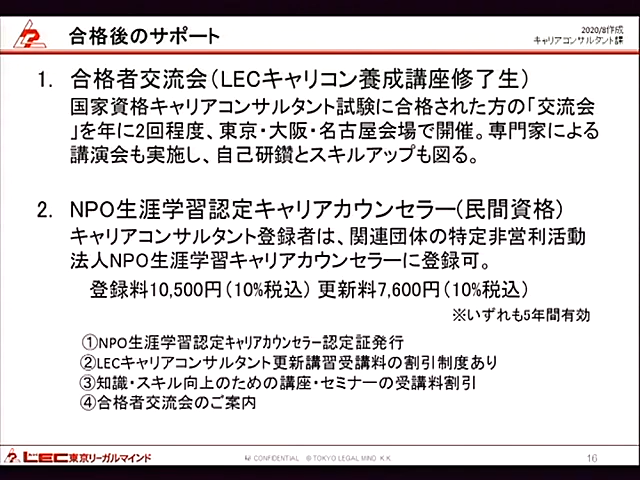 合格後のサポート
2020/8作成
キャリアコンサルタント課
1. 合格者交流会（LECキャリコン養成講座修了生）
国家資格キャリアコンサルタント試験に合格された方の「交流会
」を年に2回程度、東京・大阪・名古屋会場で開催。専門家による
講演会も実施し、自己研鑽とスキルアップも図る。
2. NPO生涯学習認定キャリアカウンセラー(民間資格)
キャリアコンサルタント登録者は、関連団体の特定非営利活動
法人NPO生涯学習キャリアカウンセラーに登録可。
登録料10,500円（10%税込） 更新料7,600円（10%税込）
※いずれも5年間有効
①NPO生涯学習認定キャリアカウンセラー認定証発行
②LECキャリアコンサルタント更新講習受講料の割引制度あり
③知識・スキル向上のための講座・セミナーの受講料割引
④合格者交流会のご案内
LEC東京リーガルマインド
CONFIDENTIAL © TOKYO LEGAL MIND K.K.
16